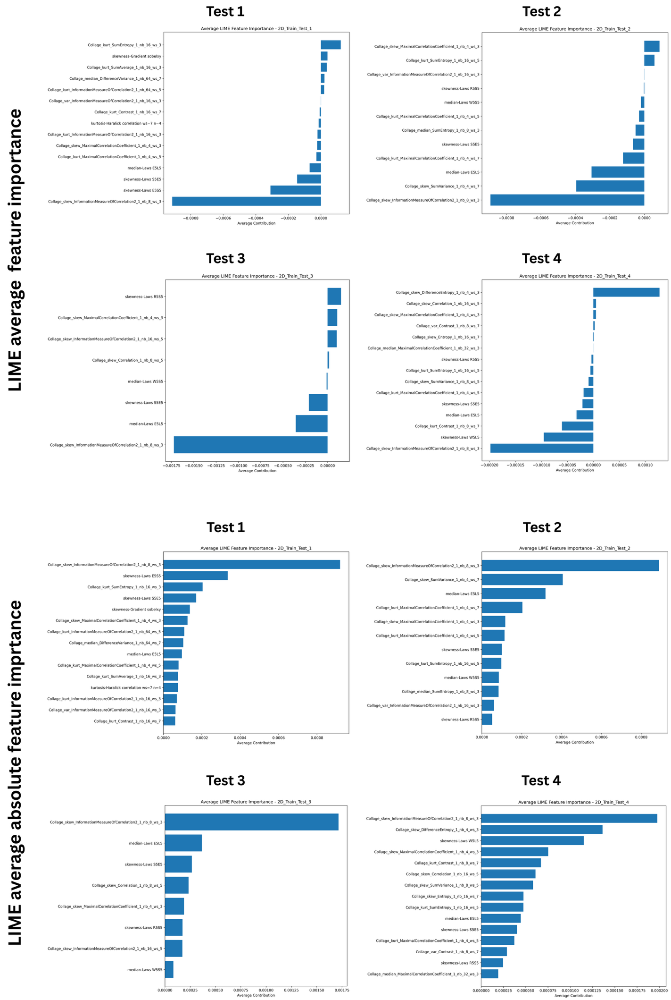 LIME average  feature importance
Test 1
Average LIME Feature Importance - 2D_Train_Test_1
Collage_kurt_SumEntropy_1_nb_16_ws_3
skewness-Gradient sobelxy
Collage_kurt_SumAverage_1_nb_16_ws_3
Collage_median_DifferenceVariance_1_nb_64_ws_7
Collage_kurt_InformationMeasureOfCorrelation2_1_nb_64_ws_5
Collage_var_InformationMeasureOfCorrelation2_1_nb_16_ws_3
Collage_kurt_Contrast_1_nb_16_ws_7
kurtosis-Haralick correlation ws=7 n=4
Collage_kurt_InformationMeasureOfCorrelation2_1_nb_16_ws_3
Collage_skew_MaximalCorrelationCoefficient_1_nb_4_ws_3
Collage_kurt_MaximalCorrelationCoefficient_1_nb_4_ws_5
median-Laws E5L5
skewness-Laws S5E5
skewness-Laws E5S5
Collage_skew_InformationMeasureOfCorrelation2_1_nb_8_ws_3
−0.0008 −0.0006 −0.0004 −0.0002 0.0000
Average Contribution
Test 2
Average LIME Feature Importance - 2D_Train_Test_2
Collage_skew_MaximalCorrelationCoefficient_1_nb_4_ws_3
Collage_kurt_SumEntropy_1_nb_16_ws_5
Collage_var_InformationMeasureOfCorrelation2_1_nb_16_ws_3
skewness-Laws R5S5
median-Laws W5S5
Collage_kurt_MaximalCorrelationCoefficient_1_nb_4_ws_5
Collage_median_SumEntropy_1_nb_8_ws_3
skewness-Laws S5E5
Collage_kurt_MaximalCorrelationCoefficient_1_nb_4_ws_7
median-Laws E5L5
Collage_skew_SumVariance_1_nb_4_ws_7
Collage_skew_InformationMeasureOfCorrelation2_1_nb_8_ws_3
−0.0008 −0.0006 −0.0004 −0.0002 0.0000
Average Contribution
Test 3
Average LIME Feature Importance - 2D_Train_Test_3
skewness-Laws R5S5
Collage_skew_MaximalCorrelationCoefficient_1_nb_4_ws_3
Collage_skew_InformationMeasureOfCorrelation2_1_nb_16_ws_5
Collage_skew_Correlation_1_nb_8_ws_5
median-Laws W5S5
skewness-Laws S5E5
median-Laws E5L5
Collage_skew_InformationMeasureOfCorrelation2_1_nb_8_ws_3
−0.00175 −0.00150 −0.00125 −0.00100 −0.00075 −0.00050 −0.00025 0.00000
Average Contribution
Test 4
Average LIME Feature Importance - 2D_Train_Test_4
Collage_skew_DifferenceEntropy_1_nb_4_ws_3
Collage_skew_Correlation_1_nb_16_ws_5
Collage_skew_MaximalCorrelationCoefficient_1_nb_4_ws_3
Collage_var_Contrast_1_nb_8_ws_7
Collage_skew_Entropy_1_nb_16_ws_7
Collage_median_MaximalCorrelationCoefficient_1_nb_32_ws_3
skewness-Laws R5S5
Collage_kurt_SumEntropy_1_nb_16_ws_5
Collage_skew_SumVariance_1_nb_8_ws_5
Collage_kurt_MaximalCorrelationCoefficient_1_nb_4_ws_5
skewness-Laws S5E5
median-Laws E5L5
Collage_kurt_Contrast_1_nb_8_ws_7
skewness-Laws W5L5
Collage_skew_InformationMeasureOfCorrelation2_1_nb_8_ws_3
−0.00020 −0.00015 −0.00010 −0.00005 0.00000 0.00005 0.00010
Average Contribution
LIME average absolute feature imprtance
Test 1
Average LIME Feature Importance - 2D_Train_Test_1
Collage_skew_InformationMeasureOfCorrelation2_1_nb_8_ws_3
skewness-Laws E5S5
Collage_kurt_SumEntropy_1_nb_16_ws_3
skewness-Laws S5E5
skewness-Gradient sobelxy
Collage_skew_MaximalCorrelationCoefficient_1_nb_4_ws_3
Collage_kurt_InformationMeasureOfCorrelation2_1_nb_64_ws_5
Collage_median_DifferenceVariance_1_nb_64_ws_7
median-Laws E5L5
Collage_kurt_MaximalCorrelationCoefficient_1_nb_4_ws_5
Collage_kurt_SumAverage_1_nb_16_ws_3
kurtosis-Haralick correlation ws=7 n=4
Collage_kurt_InformationMeasureOfCorrelation2_1_nb_16_ws_3
Collage_var_InformationMeasureOfCorrelation2_1_nb_16_ws_3
Collage_kurt_Contrast_1_nb_16_ws_7
0.0000 0.0002 0.0004 0.0006 0.0008
Average Contribution
Test 2
Average LIME Feature Importance - 2D_Train_Test_2
Collage_skew_InformationMeasureOfCorrelation2_1_nb_8_ws_3
Collage_skew_SumVariance_1_nb_4_ws_7
median-Laws E5L5
Collage_kurt_MaximalCorrelationCoefficient_1_nb_4_ws_7
Collage_skew_MaximalCorrelationCoefficient_1_nb_4_ws_3
Collage_kurt_MaximalCorrelationCoefficient_1_nb_4_ws_5
skewness-Laws S5E5
Collage_kurt_SumEntropy_1_nb_16_ws_5
median-Laws W5S5
Collage_median_SumEntropy_1_nb_8_ws_3
Collage_var_InformationMeasureOfCorrelation2_1_nb_16_ws_3
skewness-Laws R5S5
0.0000 0.0002 0.0004 0.0006 0.0008
Average Contribution
Test 3
Average LIME Feature Importance - 2D_Train_Test_3
Collage_skew_InformationMeasureOfCorrelation2_1_nb_8_ws_3
median-Laws E5L5
skewness-Laws S5E5
Collage_skew_Correlation_1_nb_8_ws_5
Collage_skew_MaximalCorrelationCoefficient_1_nb_4_ws_3
skewness-Laws R5S5
Collage_skew_InformationMeasureOfCorrelation2_1_nb_16_ws_5
median-Laws W5S5
0.00000 0.00025 0.00050 0.00075 0.00100 0.00125 0.00150 0.00175
Average Contribution
Test 4
Average LIME Feature Importance - 2D_Train_Test_4
Collage_skew_InformationMeasureOfCorrelation2_1_nb_8_ws_3
Collage_skew_DifferenceEntropy_1_nb_4_ws_3
skewness-Laws W5L5
Collage_skew_MaximalCorrelationCoefficient_1_nb_4_ws_3
Collage_kurt_Contrast_1_nb_8_ws_7
Collage_skew_Correlation_1_nb_16_ws_5
Collage_skew_SumVariance_1_nb_8_ws_5
Collage_skew_Entropy_1_nb_16_ws_7
Collage_kurt_SumEntropy_1_nb_16_ws_5
median-Laws E5L5
skewness-Laws S5E5
Collage_kurt_MaximalCorrelationCoefficient_1_nb_4_ws_5
Collage_var_Contrast_1_nb_8_ws_7
skewness-Laws R5S5
Collage_median_MaximalCorrelationCoefficient_1_nb_32_ws_3
0.000000 0.000025 0.000050 0.000075 0.000100 0.000125 0.000150 0.000175 0.000200
Average Contribution